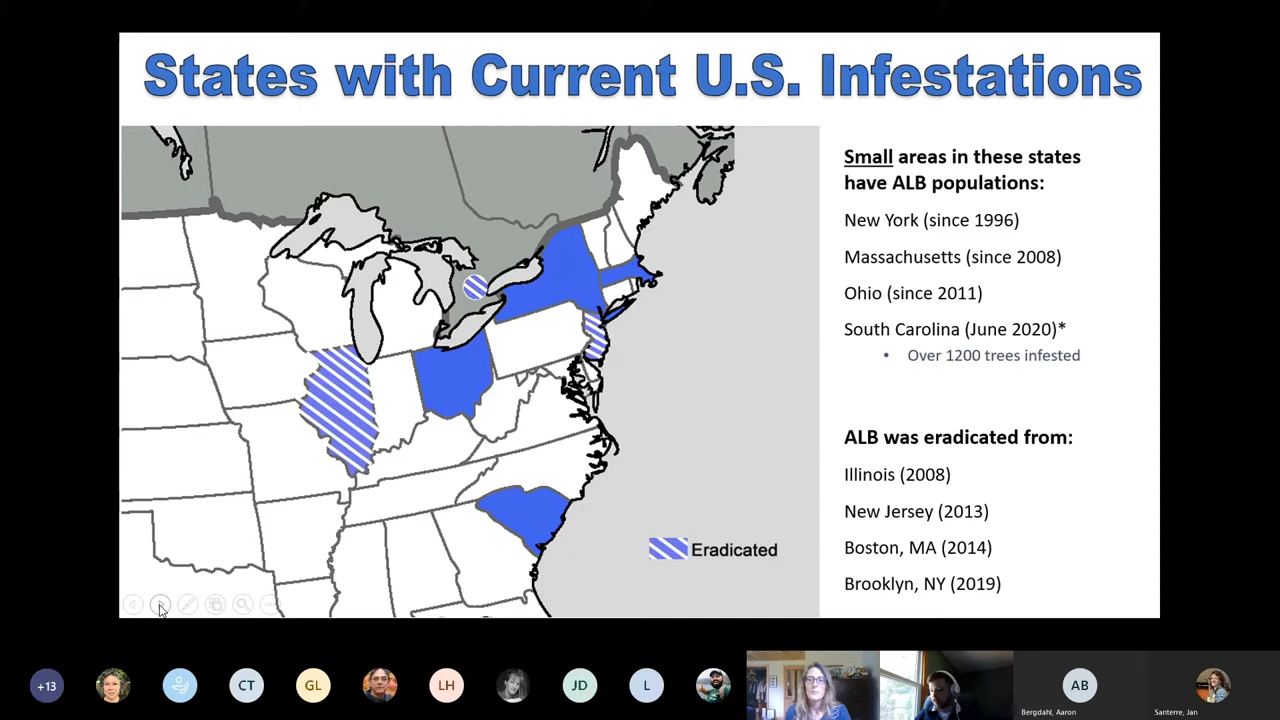 States with Current U.S. Infestations
Small areas in these states
have ALB populations:
New York (since 1996)
Massachusetts (since 2008)
Ohio (since 2011)
South Carolina (June 2020)*
• Over 1200 trees infested
ALB was eradicated from:
Illinois (2008)
New Jersey (2013)
Boston, MA (2014)
Brooklyn, NY (2019)
Eradicated
+13
CT
GL
LH
JD
L
AB
Bergdahl, Aaron
Santerre, Jan